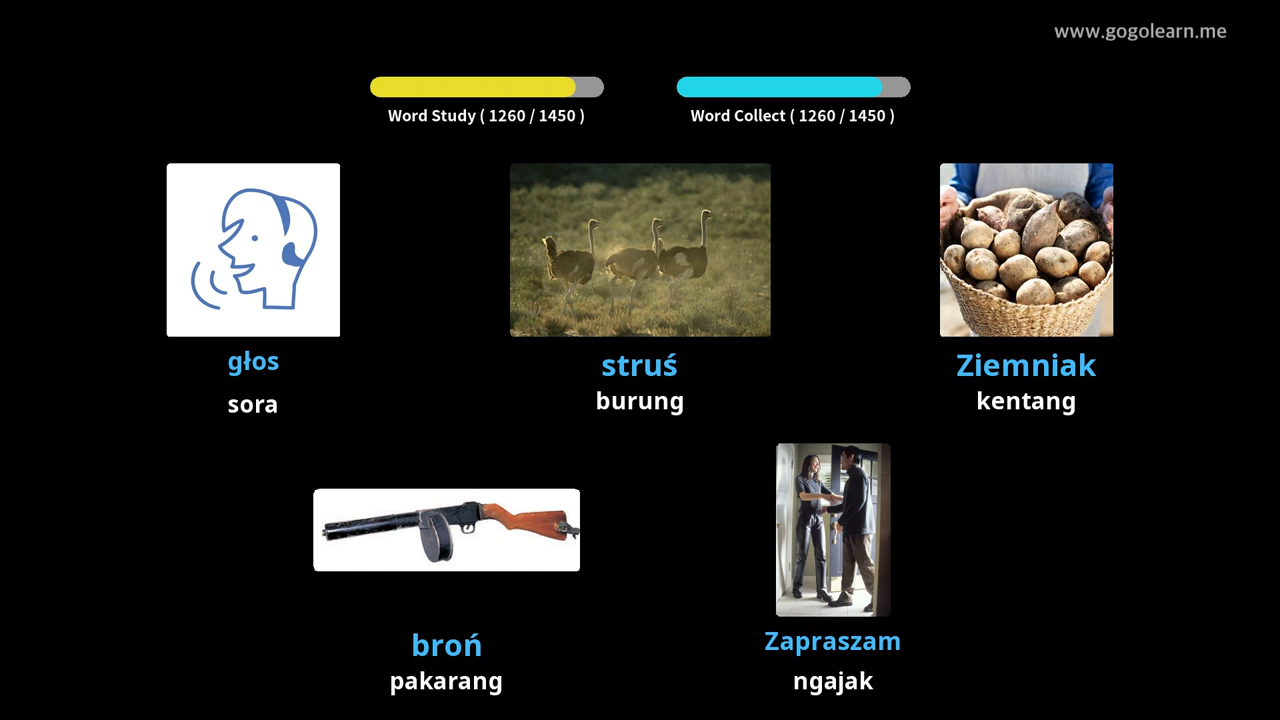 www.gogolearn.me
Word Study ( 1260 / 1450 )
Word Collect ( 1260 / 1450 )
głos
sora
struś
burung
Ziemniak
kentang
broń
pakarang
Zapraszam
ngajak